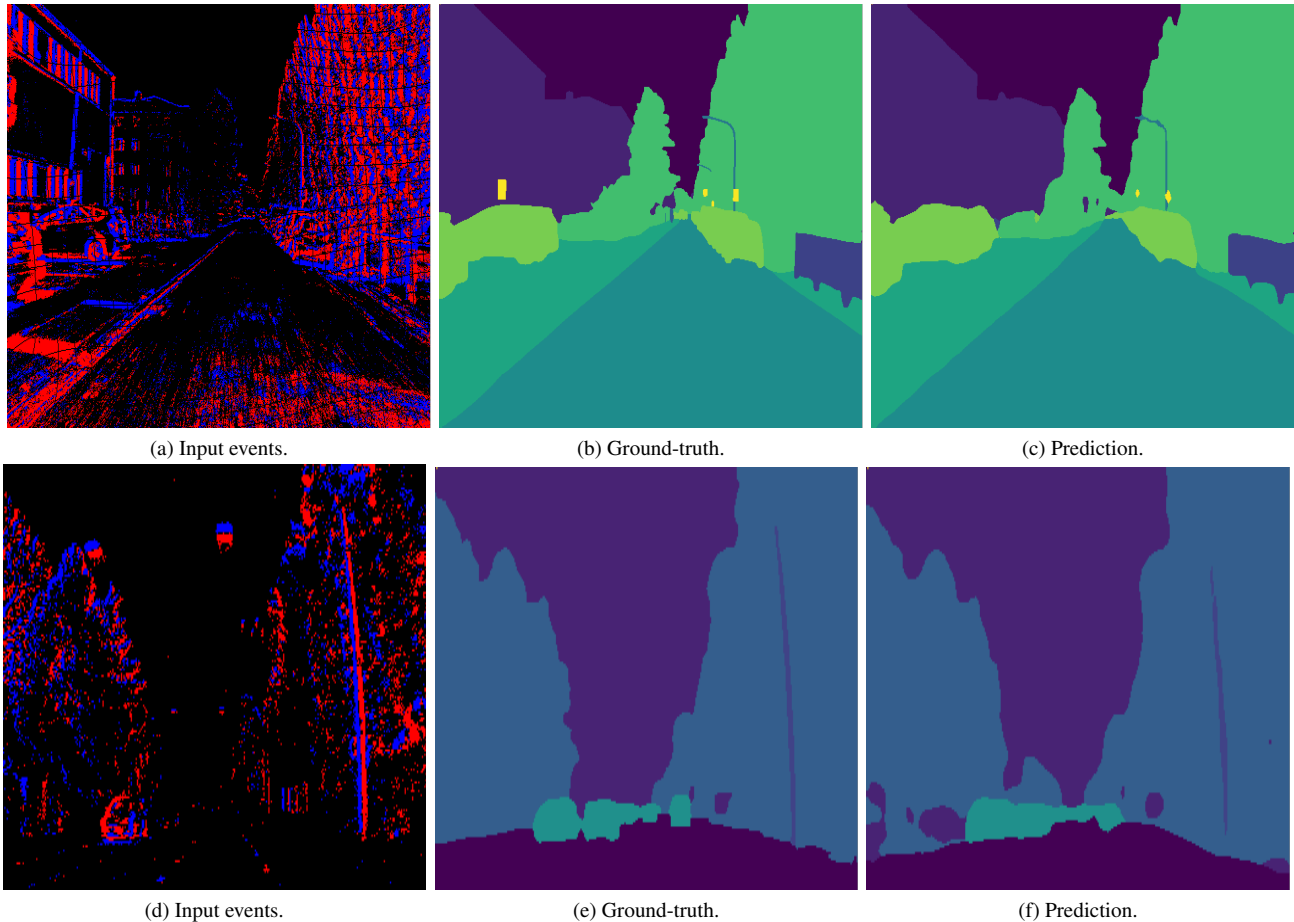 (a) Input events.
(b) Ground-truth.
(c) Prediction.
(d) Input events.
(e) Ground-truth.
(f) Prediction.